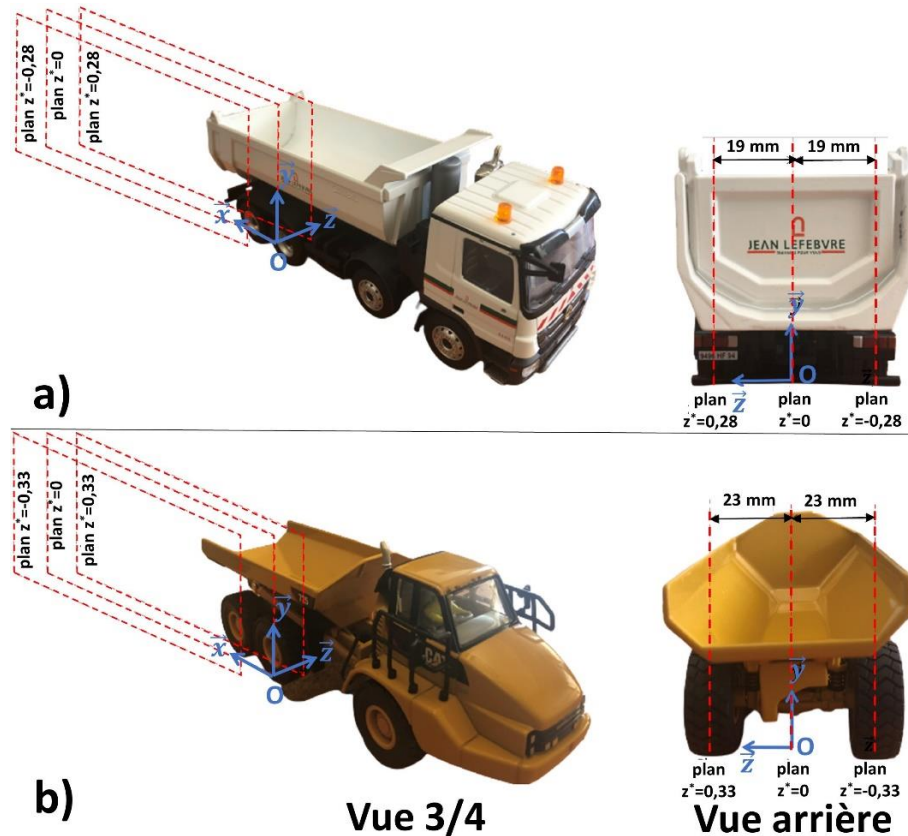 plan z*=-0,28
plan z*=0
plan z*=0,28
y
x
z
O
19 mm
19 mm
JEAN LEFEBVRE
y
O
z
z
plan
z*=0,28
plan
z*=0
plan
z*=-0,28
a)
plan z*=-0,33
plan z*=0
plan z*=0,33
y
x
z
O
725
CAT
23 mm
23 mm
y
O
z
z
plan
z*=0,33
plan
z*=0
plan
z*=-0,33
b)
Vue 3/4
Vue arrière